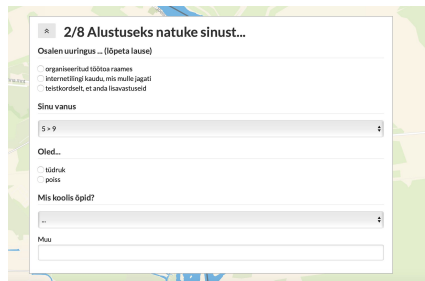 2/8 Alustuseks natuke sinust...
Osalen uuringus ... (lõpeta lause)
organiseeritud töötoa raames
internetilingi kaudu, mis mulle jagati
teistkordselt, et anda lisavastuseid
Sinu vanus
5 > 9
Oled...
tüdruk
poiss
Mis koolis õpid?
...
Muu